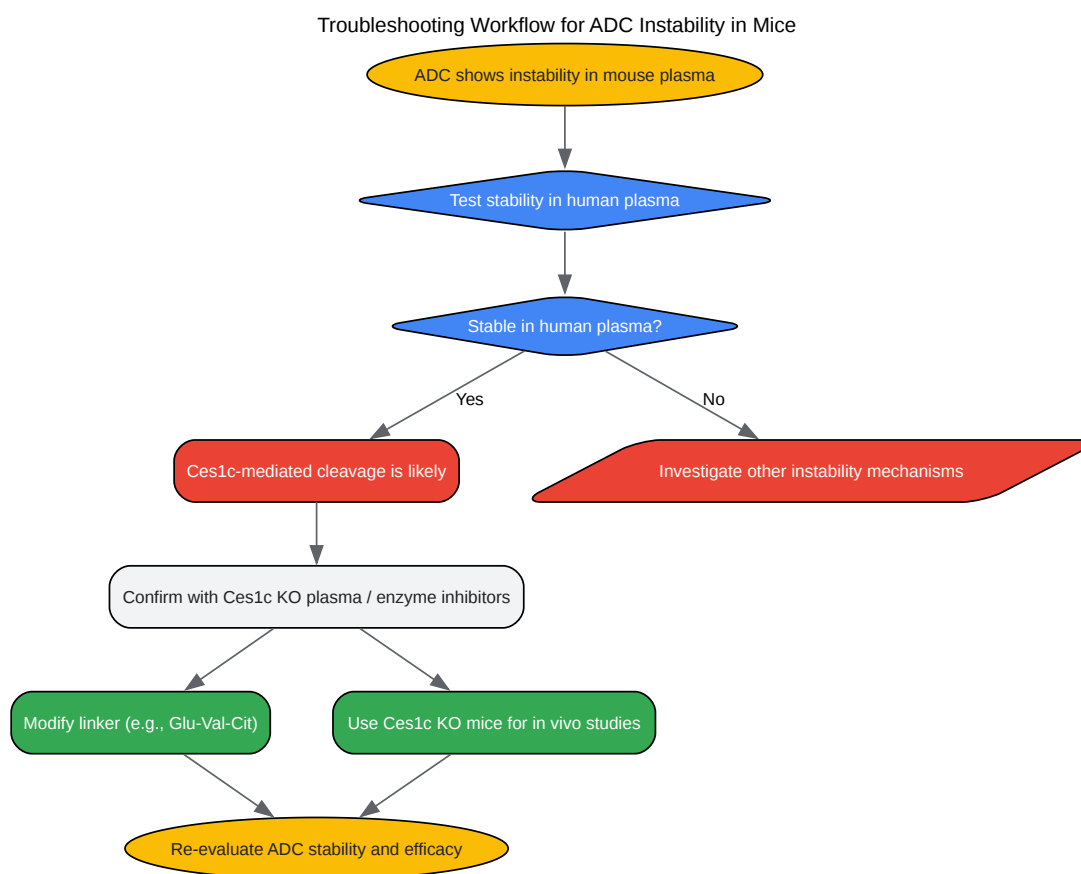 Troubleshooting Workflow for ADC Instability in Mice
ADC shows instability in mouse plasma
Test stability in human plasma
Stable in human plasma?
Yes
No
Ces1c-mediated cleavage is likely
Investigate other instability mechanisms
Confirm with Ces1c KO plasma / enzyme inhibitors
Modify linker (e.g., Glu-Val-Cit)
Use Ces1c KO mice for in vivo studies
Re-evaluate ADC stability and efficacy